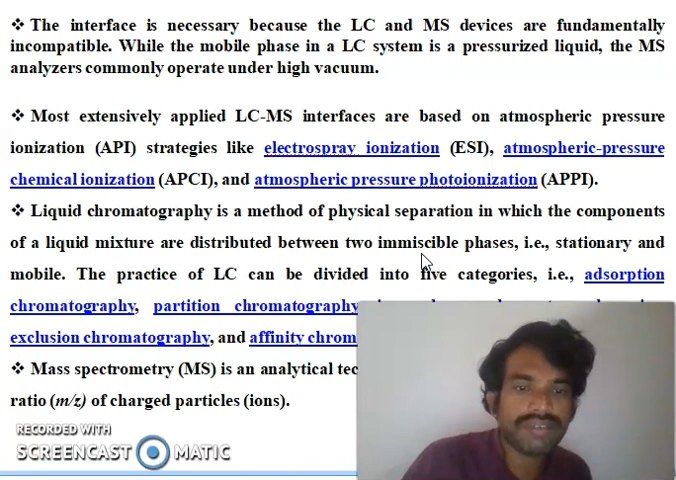 ❖ The interface is necessary because the LC and MS devices are fundamentally
incompatible. While the mobile phase in a LC system is a pressurized liquid, the MS
analyzers commonly operate under high vacuum.
❖ Most extensively applied LC-MS interfaces are based on atmospheric pressure
ionization (API) strategies like electrospray ionization (ESI), atmospheric-pressure
chemical ionization (APCI), and atmospheric pressure photoionization (APPI).
❖ Liquid chromatography is a method of physical separation in which the components
of a liquid mixture are distributed between two immiscible phases, i.e., stationary and
mobile. The practice of LC can be divided into five categories, i.e., adsorption
chromatography, partition chromatography
exclusion chromatography, and affinity chrom
❖ Mass spectrometry (MS) is an analytical tec
ratio (m/z) of charged particles (ions).
RECORDED WITH
SCREENCAST MATIC